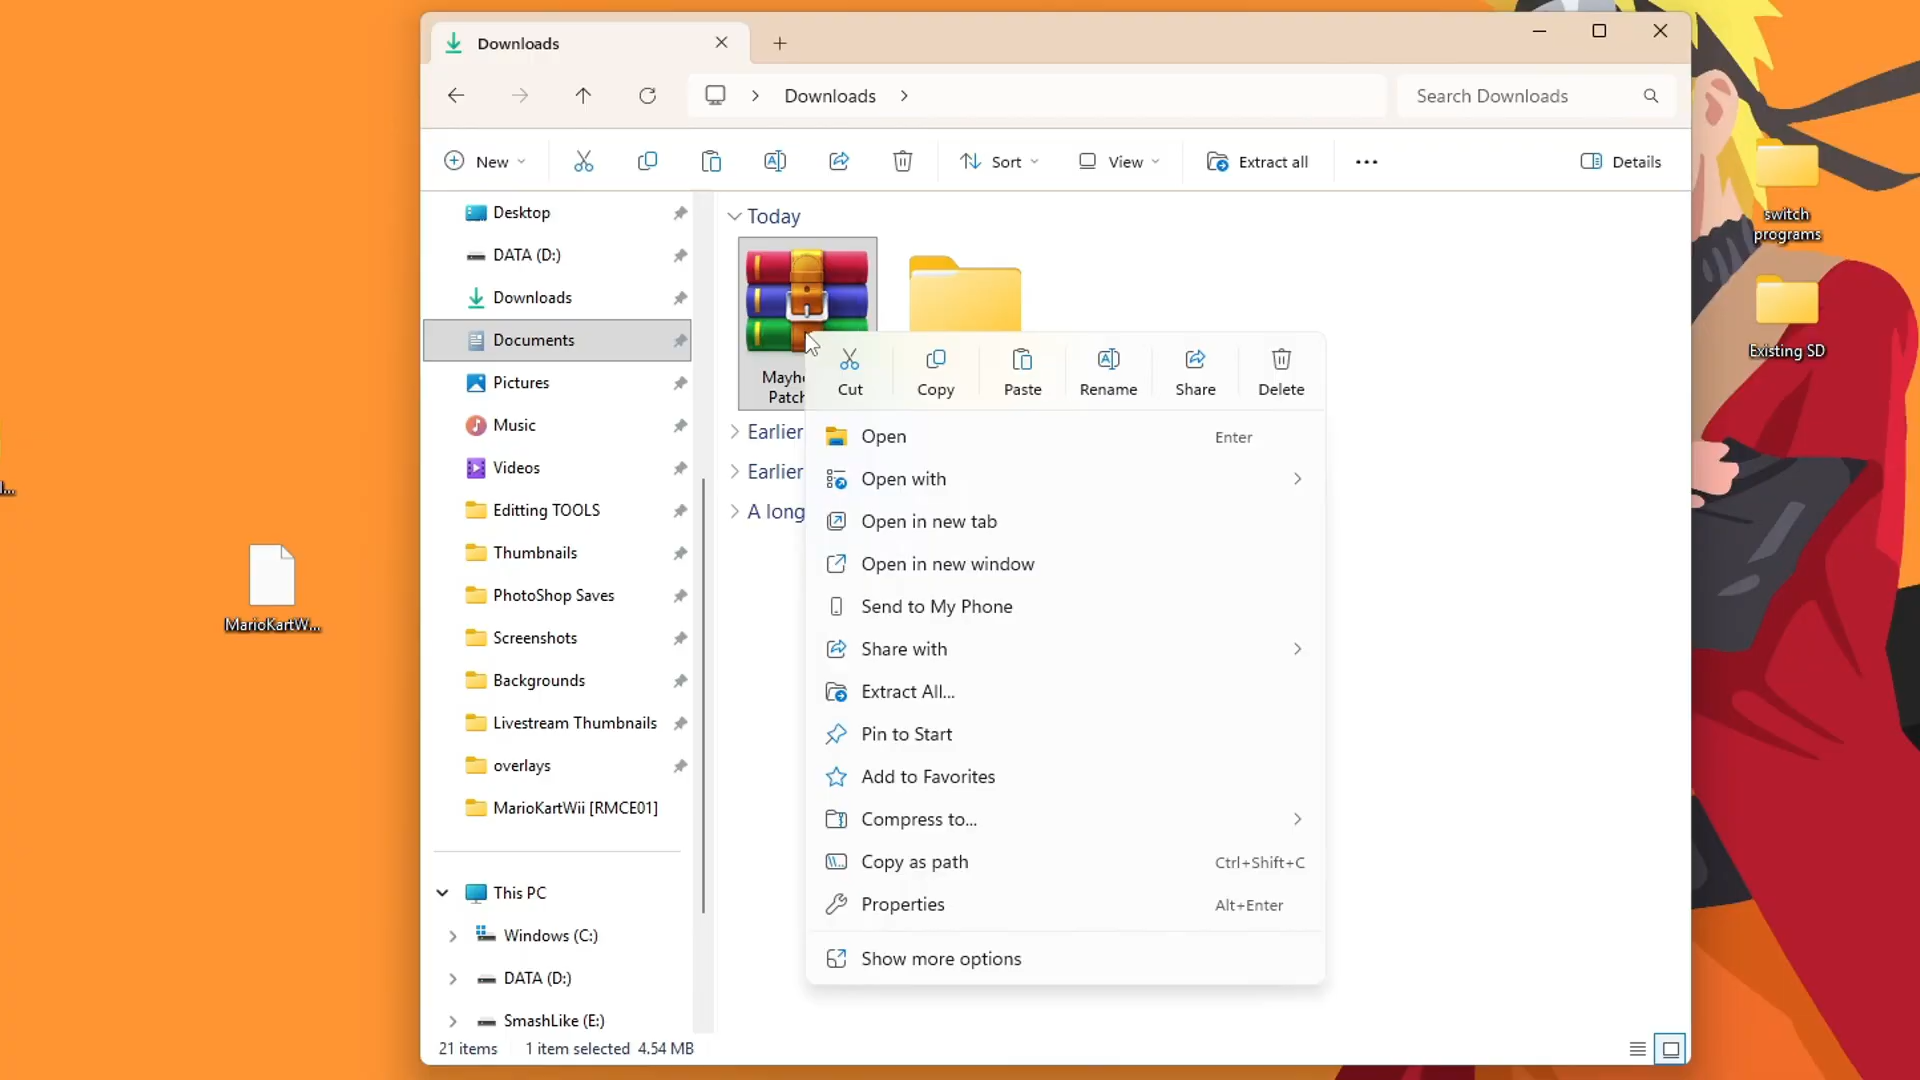 Downloads
Downloads
Search Downloads
New
Sort
View
Extract all
Details
Desktop
DATA (D:)
Downloads
Documents
Pictures
Music
Videos
Editting TOOLS
Thumbnails
PhotoShop Saves
Screenshots
Backgrounds
Livestream Thumbnails
overlays
MarioKartWii [RMCE01]
This PC
Windows (C:)
DATA (D:)
SmashLike (E:)
21 items
1 item selected 4.54 MB
Today
Mayhe
Patch
Earlier
Earlier
A long
Cut
Copy
Paste
Rename
Share
Delete
Open Enter
Open with
Open in new tab
Open in new window
Send to My Phone
Share with
Extract All...
Pin to Start
Add to Favorites
Compress to...
Copy as path Ctrl+Shift+C
Properties Alt+Enter
Show more options
MarioKartW...
switch
programs
Existing SD